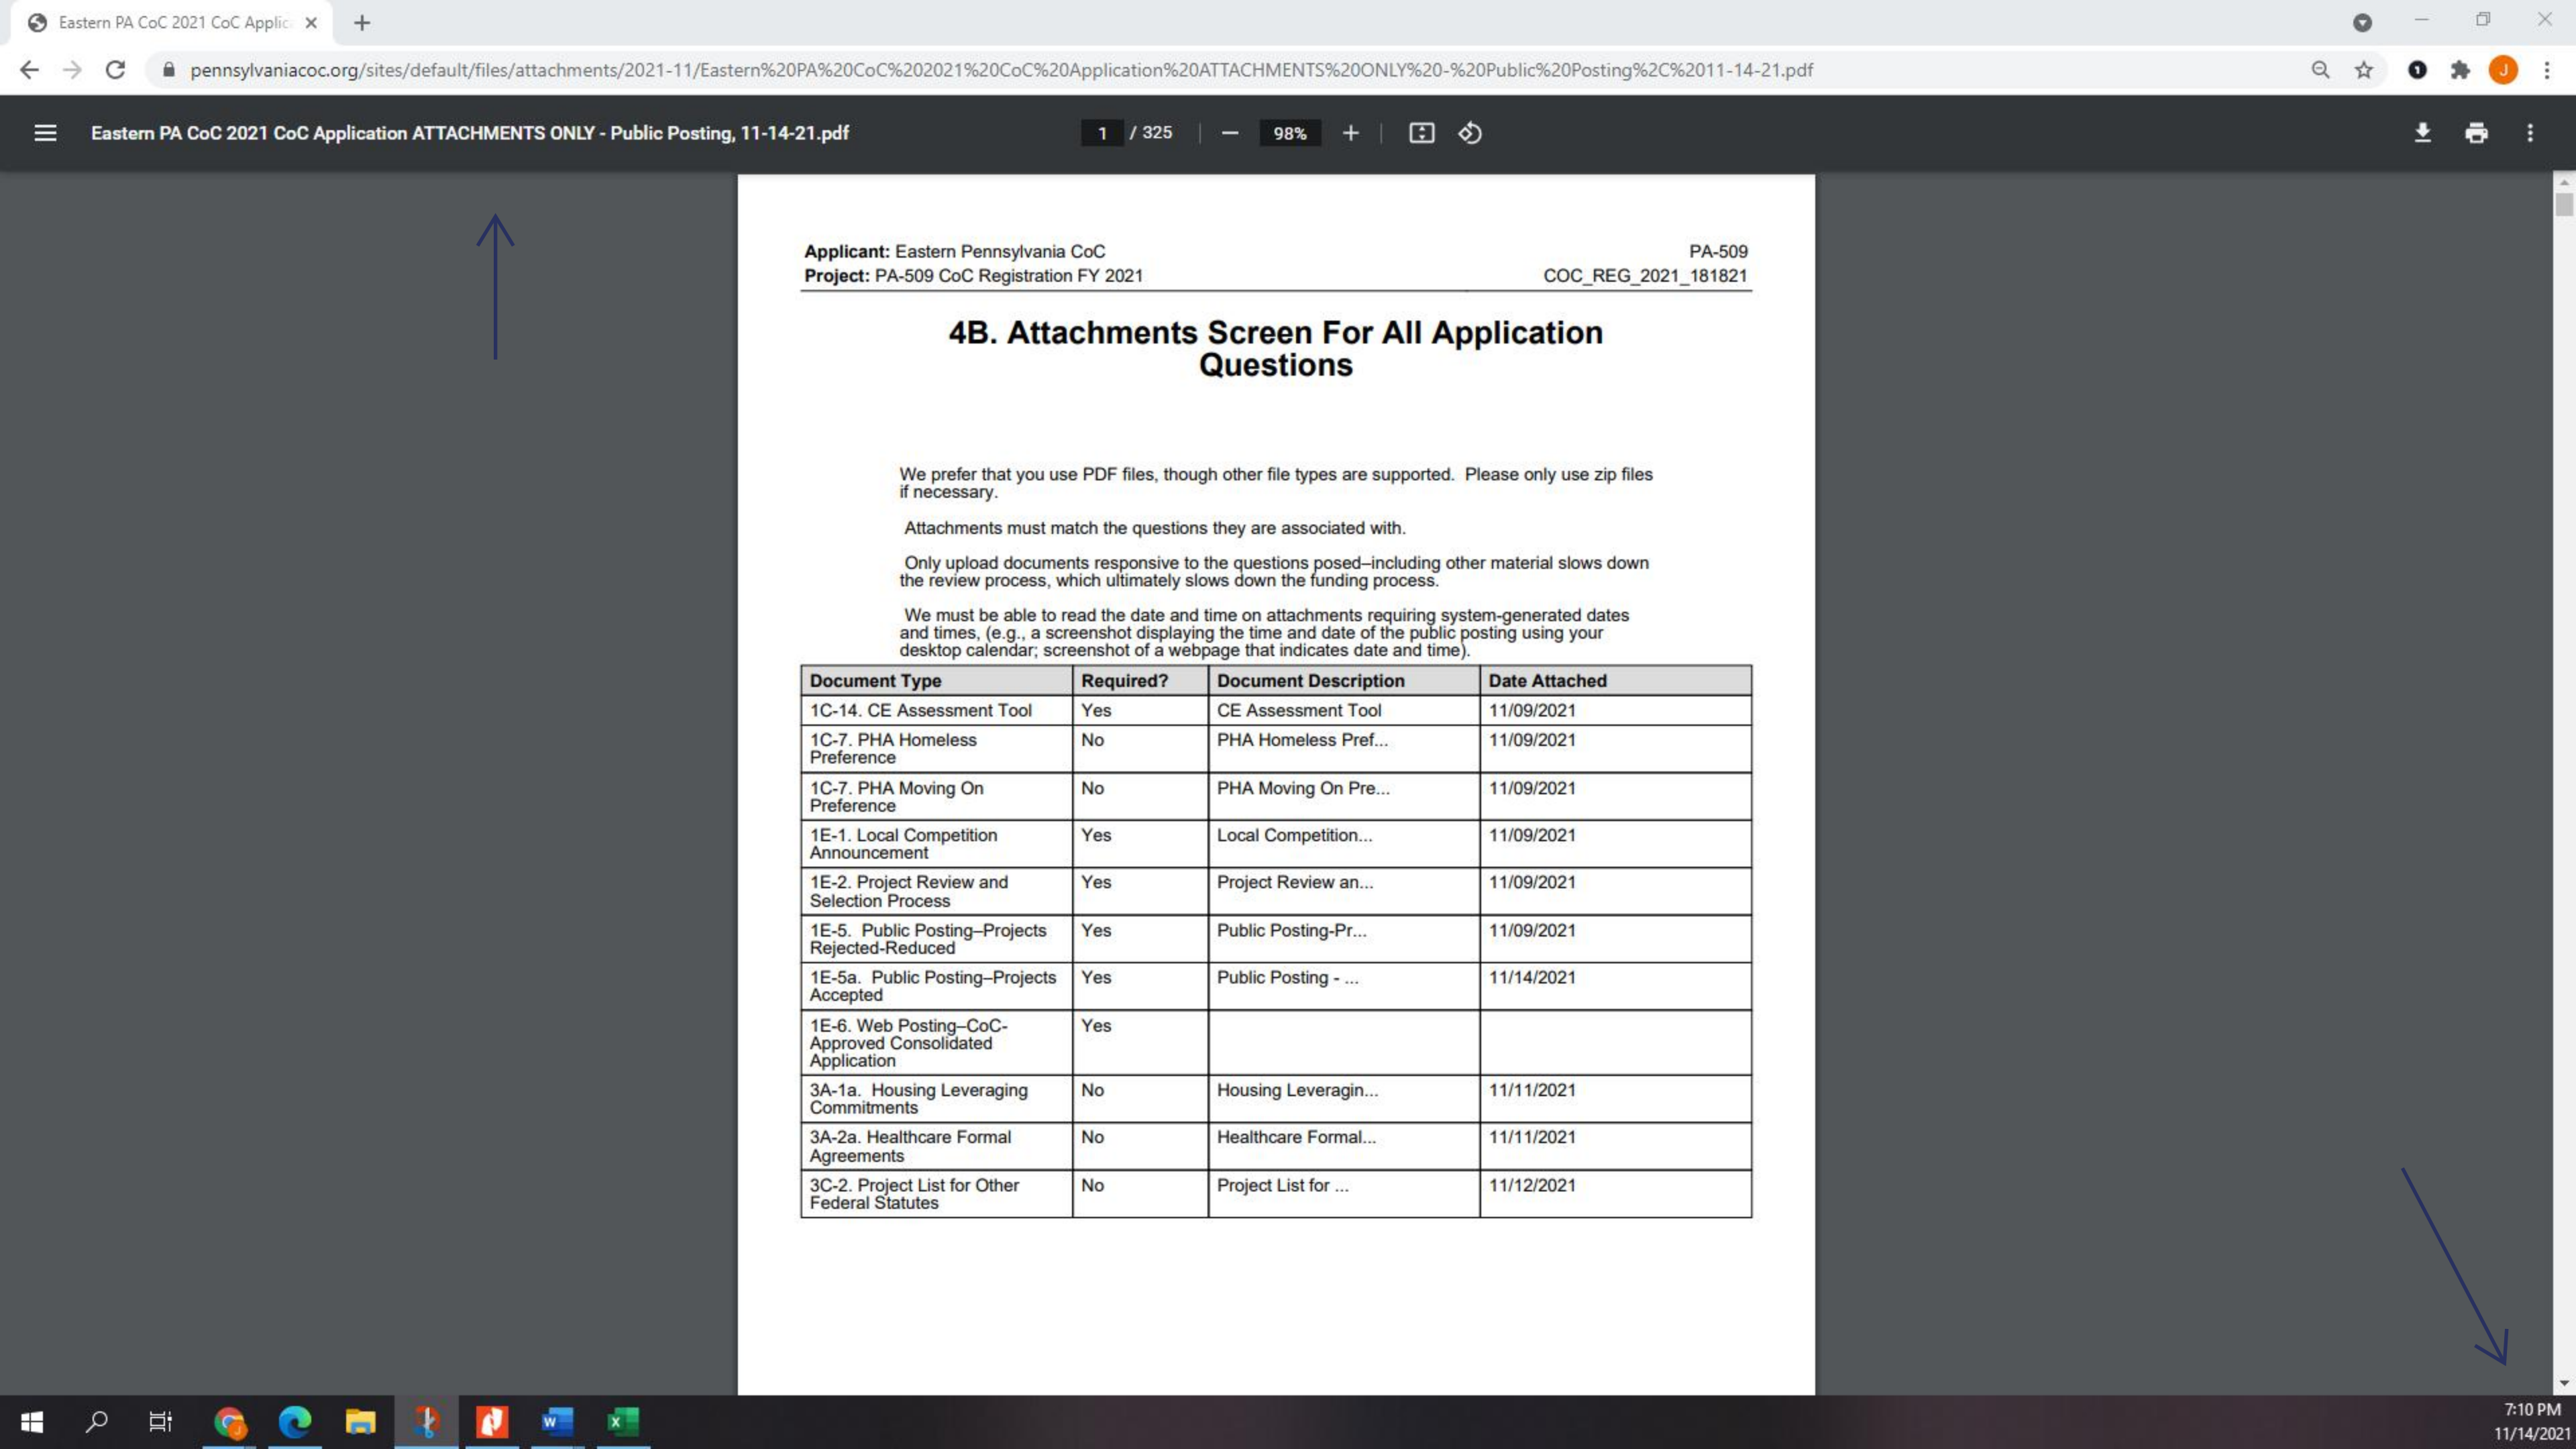 Eastern PA CoC 2021 CoC Applic
pennsylvaniacoc.org/sites/default/files/attachments/2021-11/Eastern%20PA%20CoC%202021%20CoC%20Application%20ATTACHMENTS%20ONLY%20-%20Public%20Posting%2C%2011-14-21.pdf
J
Eastern PA CoC 2021 CoC Application ATTACHMENTS ONLY - Public Posting, 11-14-21.pdf
1 / 325
98%
Applicant: Eastern Pennsylvania CoC PA-509
Project: PA-509 CoC Registration FY 2021 COC_REG_2021_181821
4B. Attachments Screen For All Application
Questions
We prefer that you use PDF files, though other file types are supported. Please only use zip files
if necessary.
Attachments must match the questions they are associated with.
Only upload documents responsive to the questions posed–including other material slows down
the review process, which ultimately slows down the funding process.
We must be able to read the date and time on attachments requiring system-generated dates
and times, (e.g., a screenshot displaying the time and date of the public posting using your
desktop calendar; screenshot of a webpage that indicates date and time).
Document Type Required? Document Description Date Attached
1C-14. CE Assessment Tool Yes CE Assessment Tool 11/09/2021
1C-7. PHA Homeless No PHA Homeless Pref... 11/09/2021
Preference
1C-7. PHA Moving On No PHA Moving On Pre... 11/09/2021
Preference
1E-1. Local Competition Yes Local Competition... 11/09/2021
Announcement
1E-2. Project Review and Yes Project Review an... 11/09/2021
Selection Process
1E-5. Public Posting–Projects Yes Public Posting-Pr... 11/09/2021
Rejected-Reduced
1E-5a. Public Posting–Projects Yes Public Posting - ... 11/14/2021
Accepted
1E-6. Web Posting–CoC- Yes
Approved Consolidated
Application
3A-1a. Housing Leveraging No Housing Leveragin... 11/11/2021
Commitments
3A-2a. Healthcare Formal No Healthcare Formal... 11/11/2021
Agreements
3C-2. Project List for Other No Project List for ... 11/12/2021
Federal Statutes
7:10 PM
11/14/2021